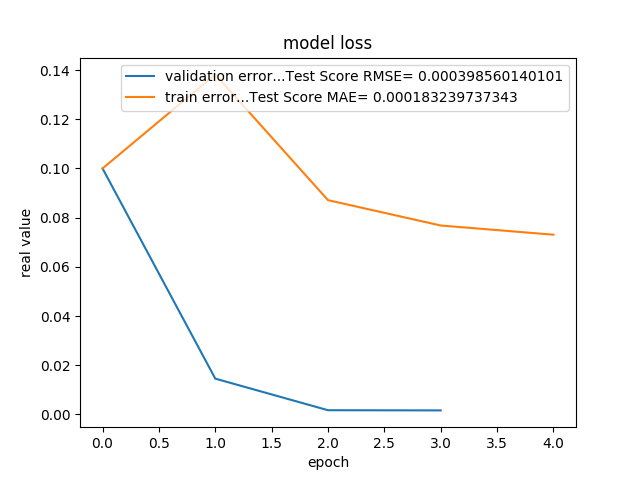 model loss
validation error...Test Score RMSE= 0.000398560140101
train error...Test Score MAE= 0.000183239737343
real value
0.14
0.12
0.10
0.08
0.06
0.04
0.02
0.00
0.0 0.5 1.0 1.5 2.0 2.5 3.0 3.5 4.0
epoch